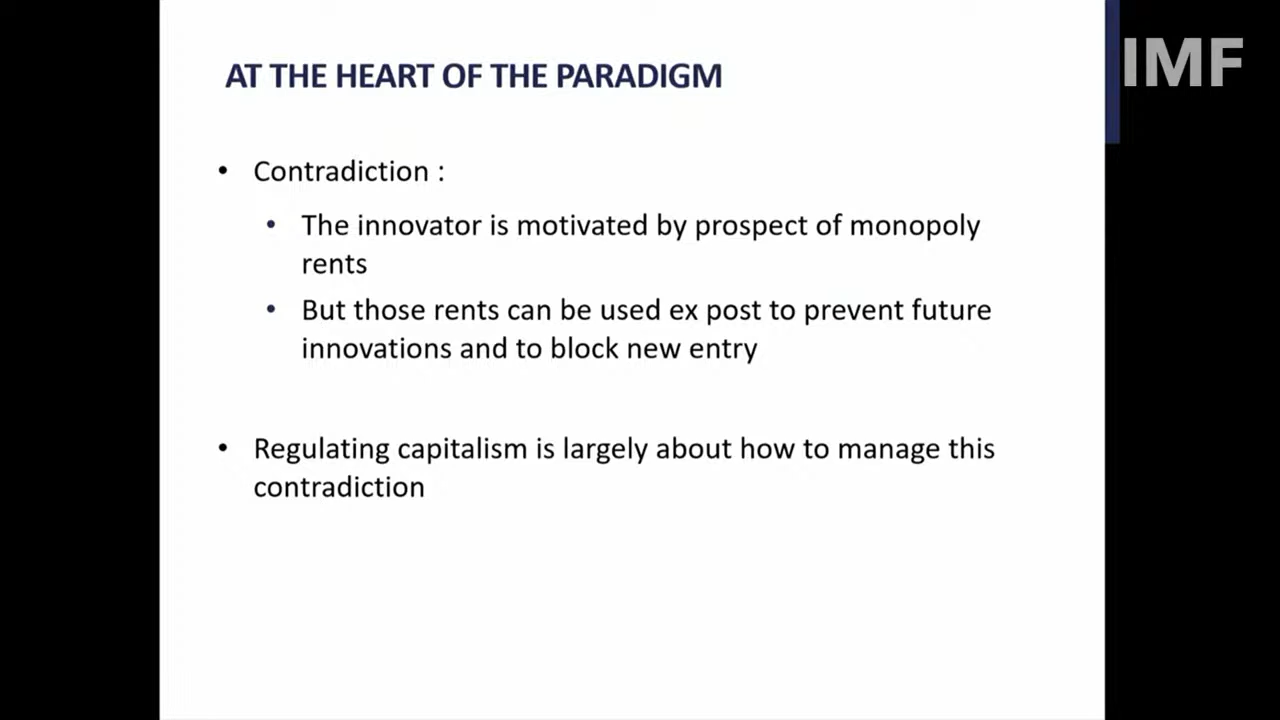 IMF
AT THE HEART OF THE PARADIGM
• Contradiction :
• The innovator is motivated by prospect of monopoly
rents
• But those rents can be used ex post to prevent future
innovations and to block new entry
• Regulating capitalism is largely about how to manage this
contradiction